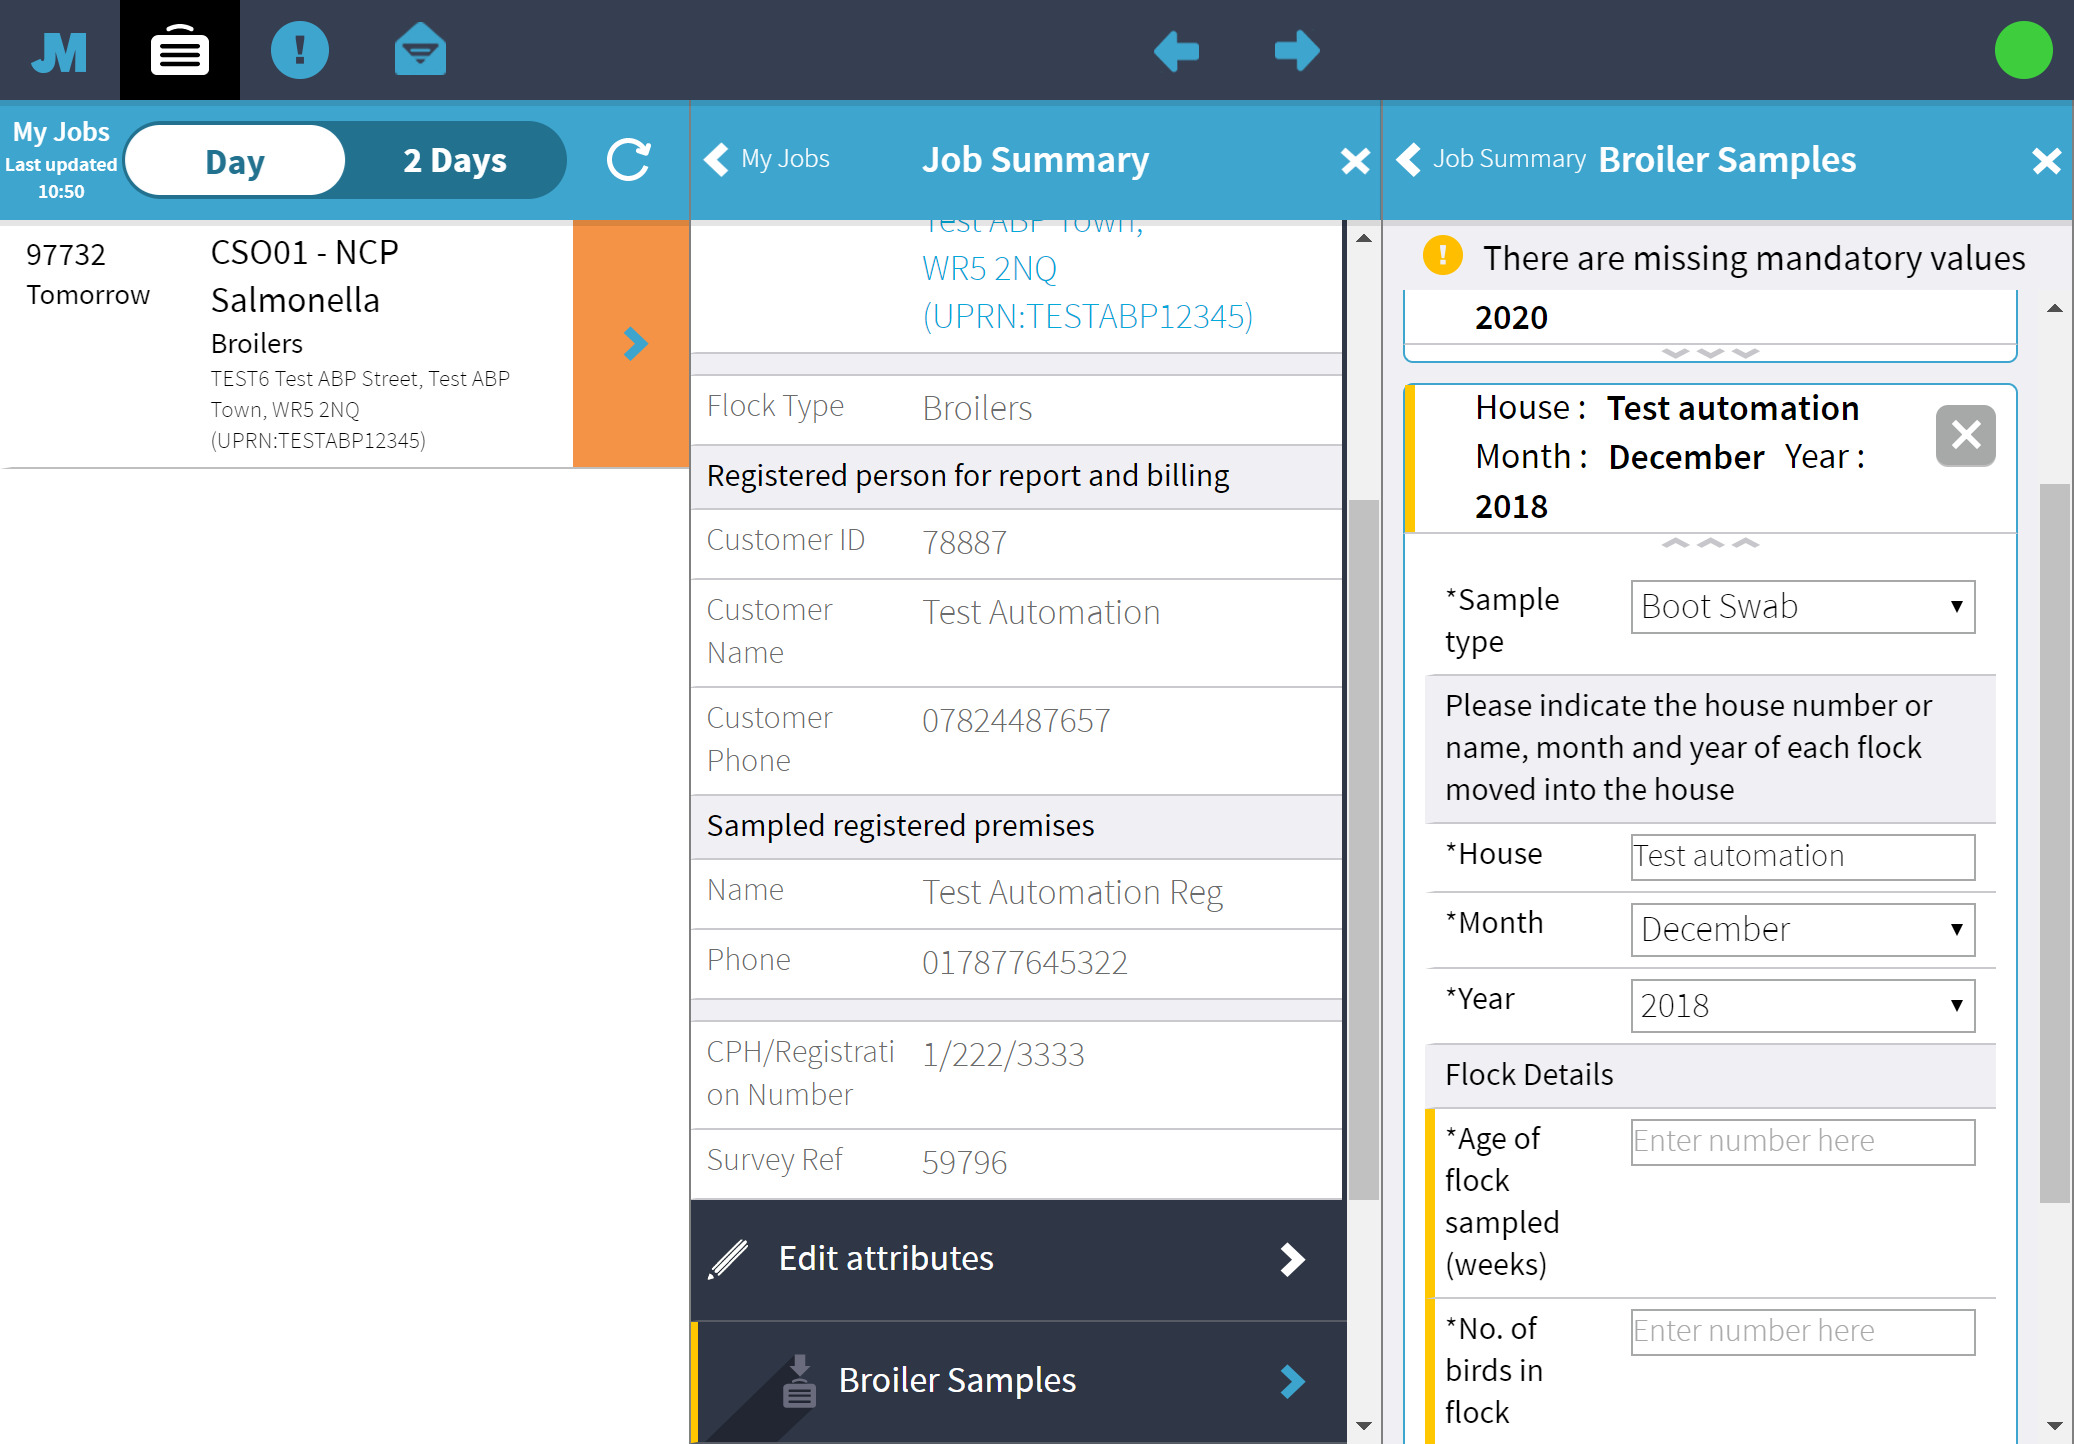 JM
My Jobs
Last updated
10:50
Day
2 Days
My Jobs
Job Summary
Job Summary
Broiler Samples
97732
Tomorrow
CSO01 - NCP
Salmonella
Broilers
TEST6 Test ABP Street, Test ABP
Town, WR5 2NQ
(UPRN:TESTABP12345)
Test ABP Town,
WR5 2NQ
(UPRN:TESTABP12345)
Flock Type
Broilers
Registered person for report and billing
Customer ID
78887
Customer
Name
Test Automation
Customer
Phone
07824487657
Sampled registered premises
Name
Test Automation Reg
Phone
017877645322
CPH/Registrati
on Number
1/222/3333
Survey Ref
59796
Edit attributes
Broiler Samples
There are missing mandatory values
2020
House : Test automation
Month : December Year :
2018
*Sample
type
Boot Swab
Please indicate the house number or
name, month and year of each flock
moved into the house
*House
Test automation
*Month
December
*Year
2018
Flock Details
*Age of
flock
sampled
(weeks)
Enter number here
*No. of
birds in
flock
Enter number here